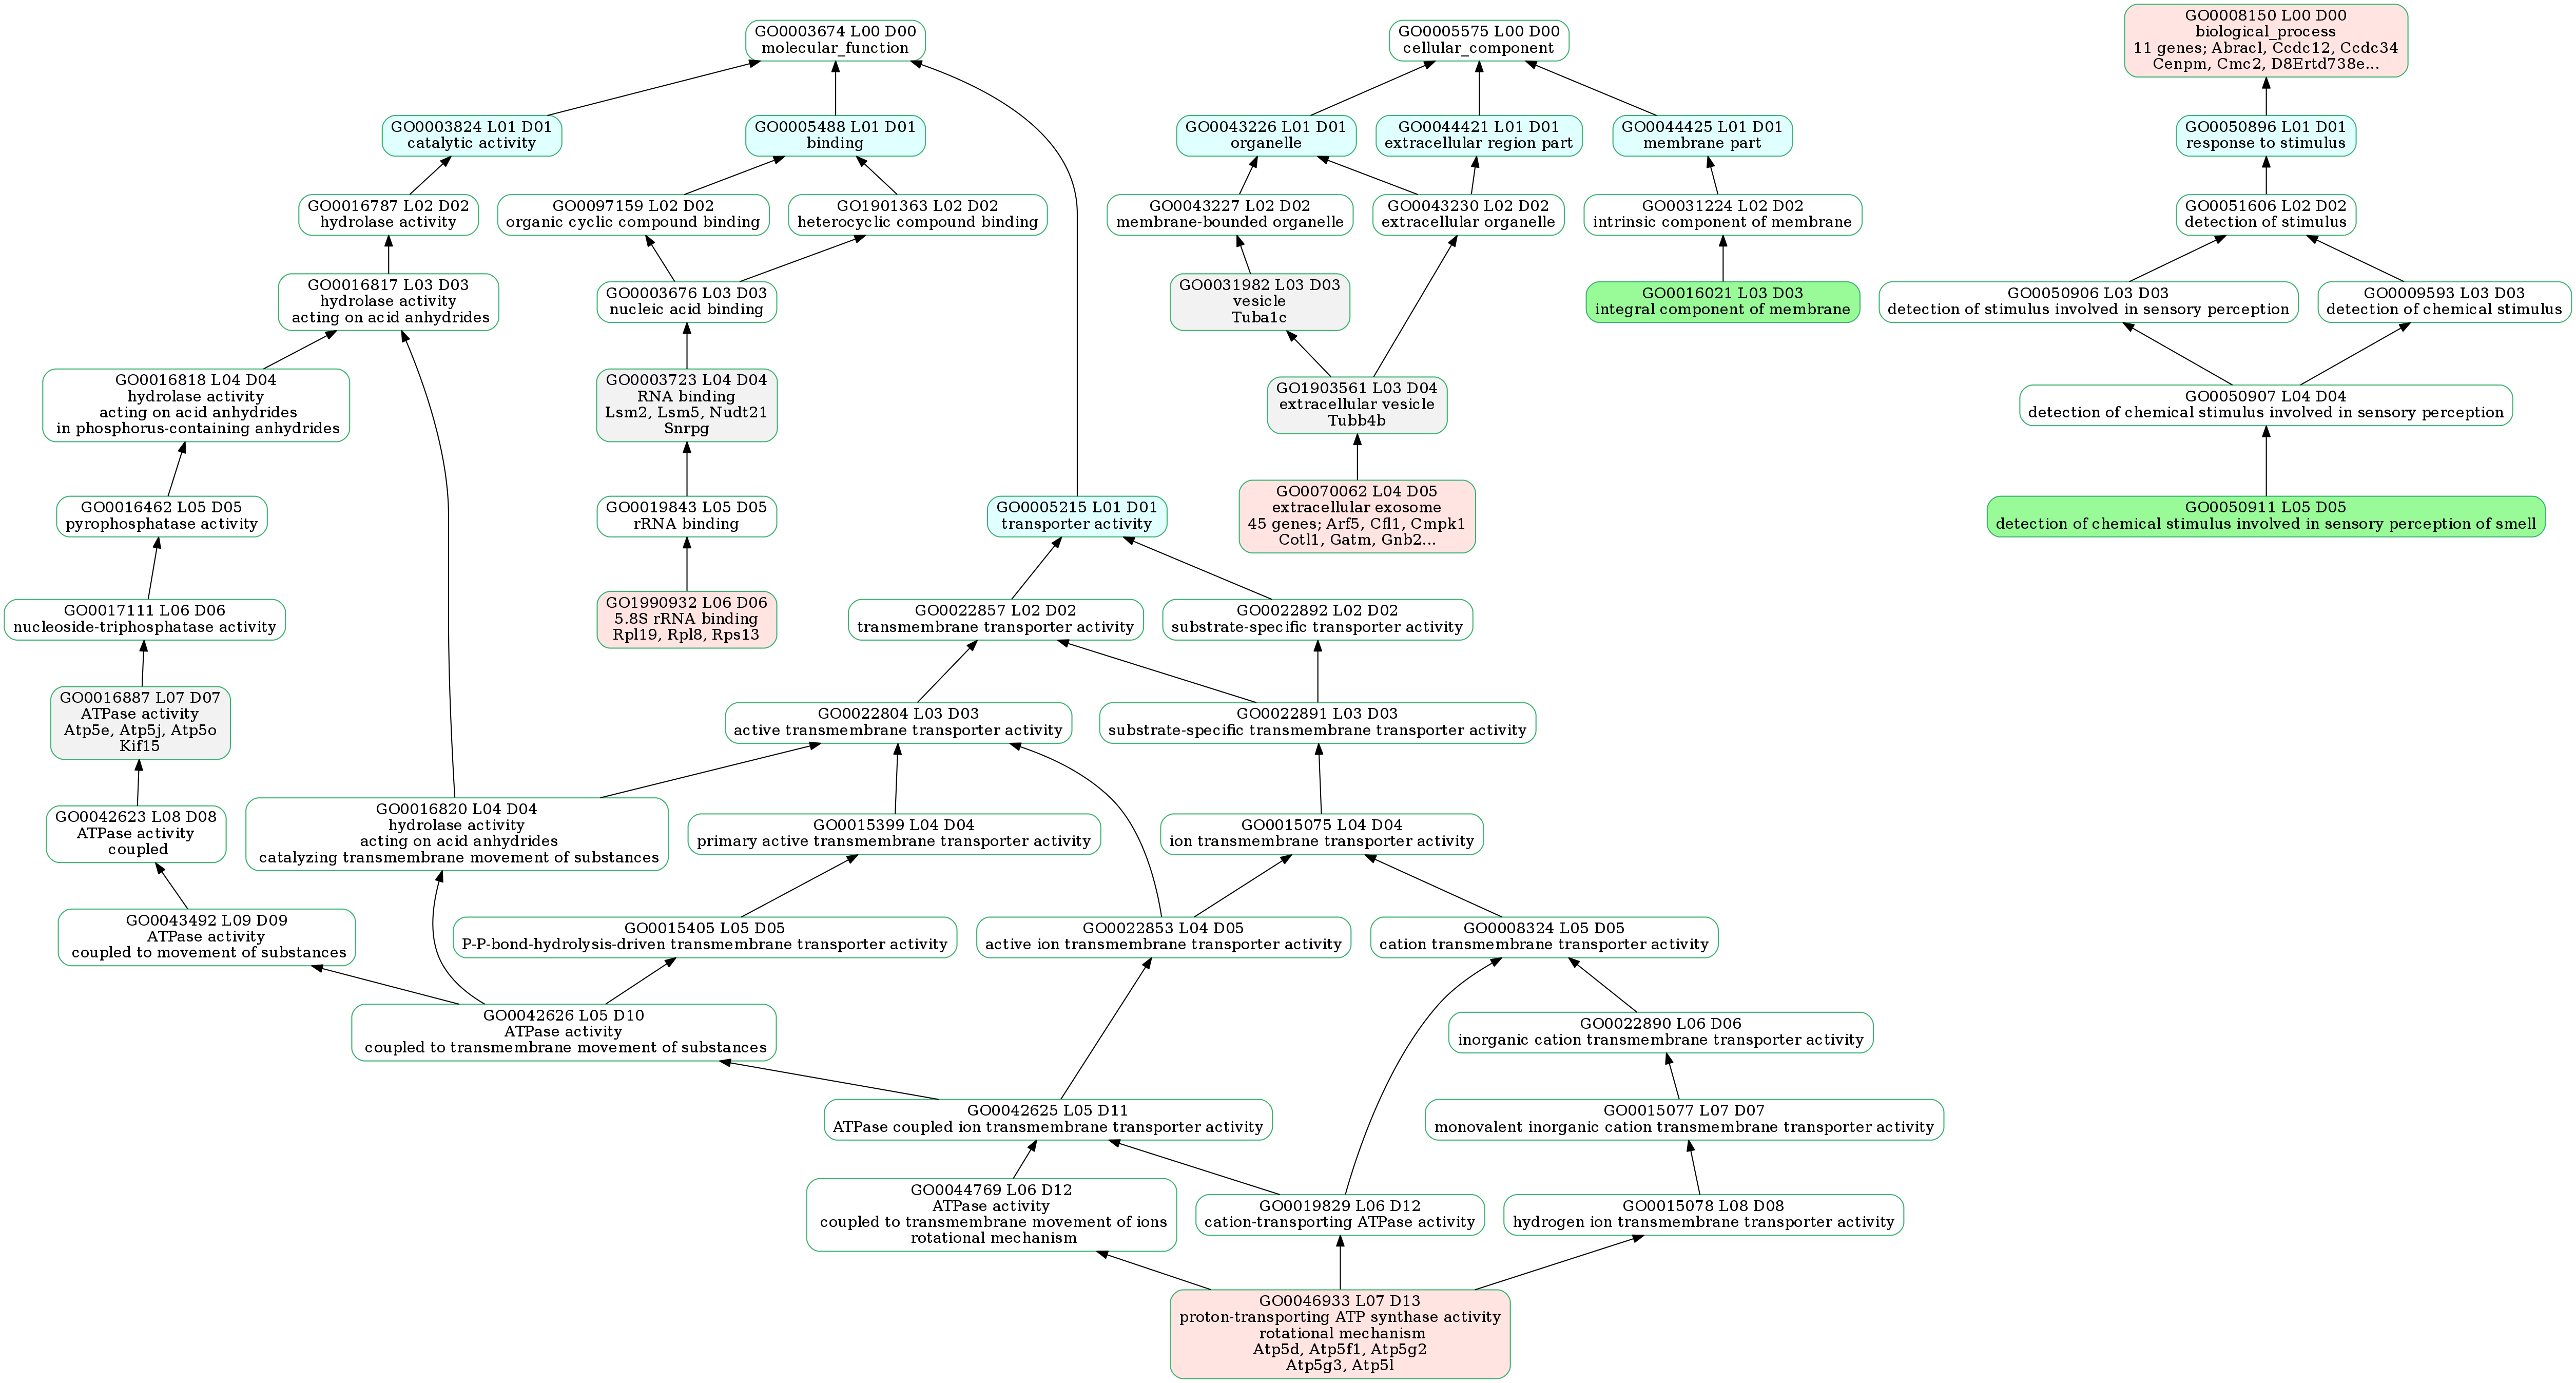 GO0003674 L00 D00
molecular_function
GO0005575 L00 D00
cellular_component
GO0008150 L00 D00
biological_process
11 genes; Abracl, Ccdc12, Ccdc34
Cenpm, Cmc2, D8Ertd738e...
GO0003824 L01 D01
catalytic activity
GO0005488 L01 D01
binding
GO0043226 L01 D01
organelle
GO0044421 L01 D01
extracellular region part
GO0044425 L01 D01
membrane part
GO0050896 L01 D01
response to stimulus
GO0016787 L02 D02
hydrolase activity
GO0097159 L02 D02
organic cyclic compound binding
GO1901363 L02 D02
heterocyclic compound binding
GO0043227 L02 D02
membrane-bounded organelle
GO0043230 L02 D02
extracellular organelle
GO0031224 L02 D02
intrinsic component of membrane
GO0051606 L02 D02
detection of stimulus
GO0016817 L03 D03
hydrolase activity
acting on acid anhydrides
GO0003676 L03 D03
nucleic acid binding
GO0031982 L03 D03
vesicle
Tuba1c
GO0016021 L03 D03
integral component of membrane
GO0050906 L03 D03
detection of stimulus involved in sensory perception
GO0009593 L03 D03
detection of chemical stimulus
GO0016818 L04 D04
hydrolase activity
acting on acid anhydrides
in phosphorus-containing anhydrides
GO0003723 L04 D04
RNA binding
Lsm2, Lsm5, Nudt21
Snrpg
GO1903561 L03 D04
extracellular vesicle
Tubb4b
GO0050907 L04 D04
detection of chemical stimulus involved in sensory perception
GO0016462 L05 D05
pyrophosphatase activity
GO0019843 L05 D05
rRNA binding
GO0005215 L01 D01
transporter activity
GO0070062 L04 D05
extracellular exosome
45 genes; Arf5, Cfl1, Cmpk1
Cotl1, Gatm, Gnb2...
GO0050911 L05 D05
detection of chemical stimulus involved in sensory perception of smell
GO0017111 L06 D06
nucleoside-triphosphatase activity
GO1990932 L06 D06
5.8S rRNA binding
Rpl19, Rpl8, Rps13
GO0022857 L02 D02
transmembrane transporter activity
GO0022892 L02 D02
substrate-specific transporter activity
GO0016887 L07 D07
ATPase activity
Atp5e, Atp5j, Atp5o
Kif15
GO0022804 L03 D03
active transmembrane transporter activity
GO0022891 L03 D03
substrate-specific transmembrane transporter activity
GO0042623 L08 D08
ATPase activity
coupled
GO0016820 L04 D04
hydrolase activity
acting on acid anhydrides
catalyzing transmembrane movement of substances
GO0015399 L04 D04
primary active transmembrane transporter activity
GO0015075 L04 D04
ion transmembrane transporter activity
GO0043492 L09 D09
ATPase activity
coupled to movement of substances
GO0015405 L05 D05
P-P-bond-hydrolysis-driven transmembrane transporter activity
GO0022853 L04 D05
active ion transmembrane transporter activity
GO0008324 L05 D05
cation transmembrane transporter activity
GO0042626 L05 D10
ATPase activity
coupled to transmembrane movement of substances
GO0022890 L06 D06
inorganic cation transmembrane transporter activity
GO0042625 L05 D11
ATPase coupled ion transmembrane transporter activity
GO0015077 L07 D07
monovalent inorganic cation transmembrane transporter activity
GO0044769 L06 D12
ATPase activity
coupled to transmembrane movement of ions
rotational mechanism
GO0019829 L06 D12
cation-transporting ATPase activity
GO0015078 L08 D08
hydrogen ion transmembrane transporter activity
GO0046933 L07 D13
proton-transporting ATP synthase activity
rotational mechanism
Atp5d, Atp5f1, Atp5g2
Atp5g3, Atp5l